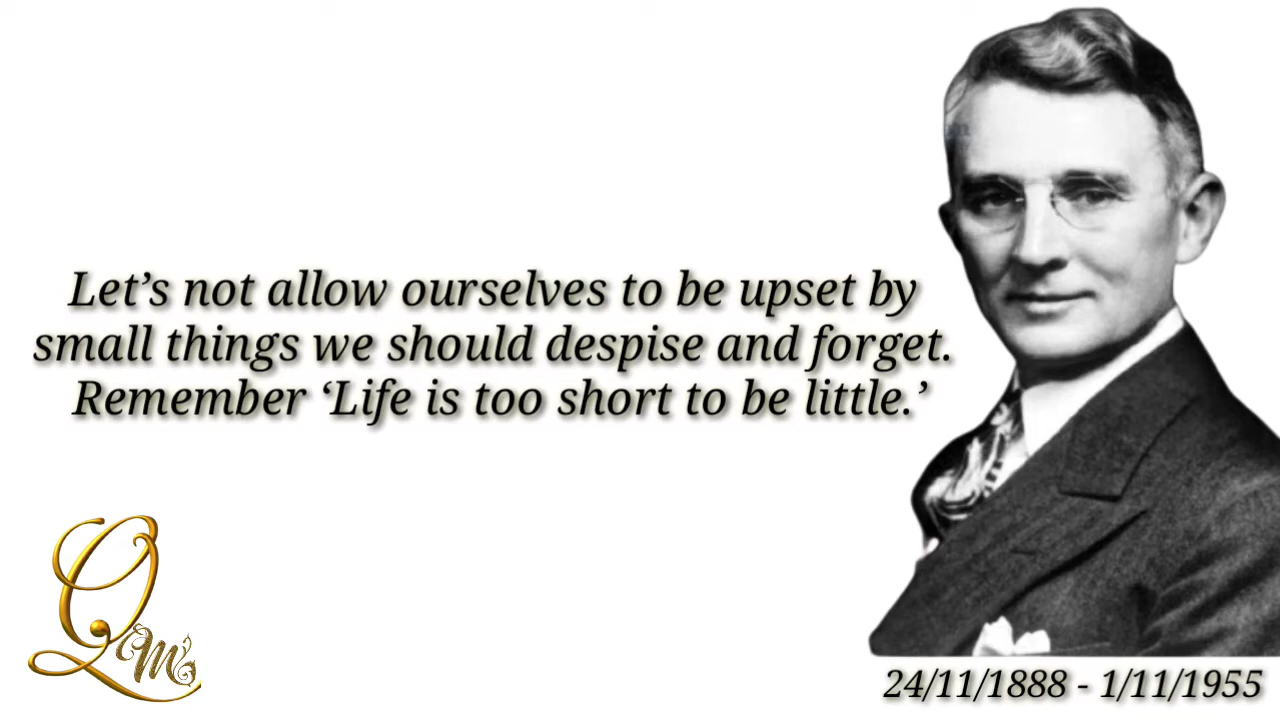 Let’s not allow ourselves to be upset by
small things we should despise and forget.
Remember ‘Life is too short to be little.’
QM
24/11/1888 - 1/11/1955